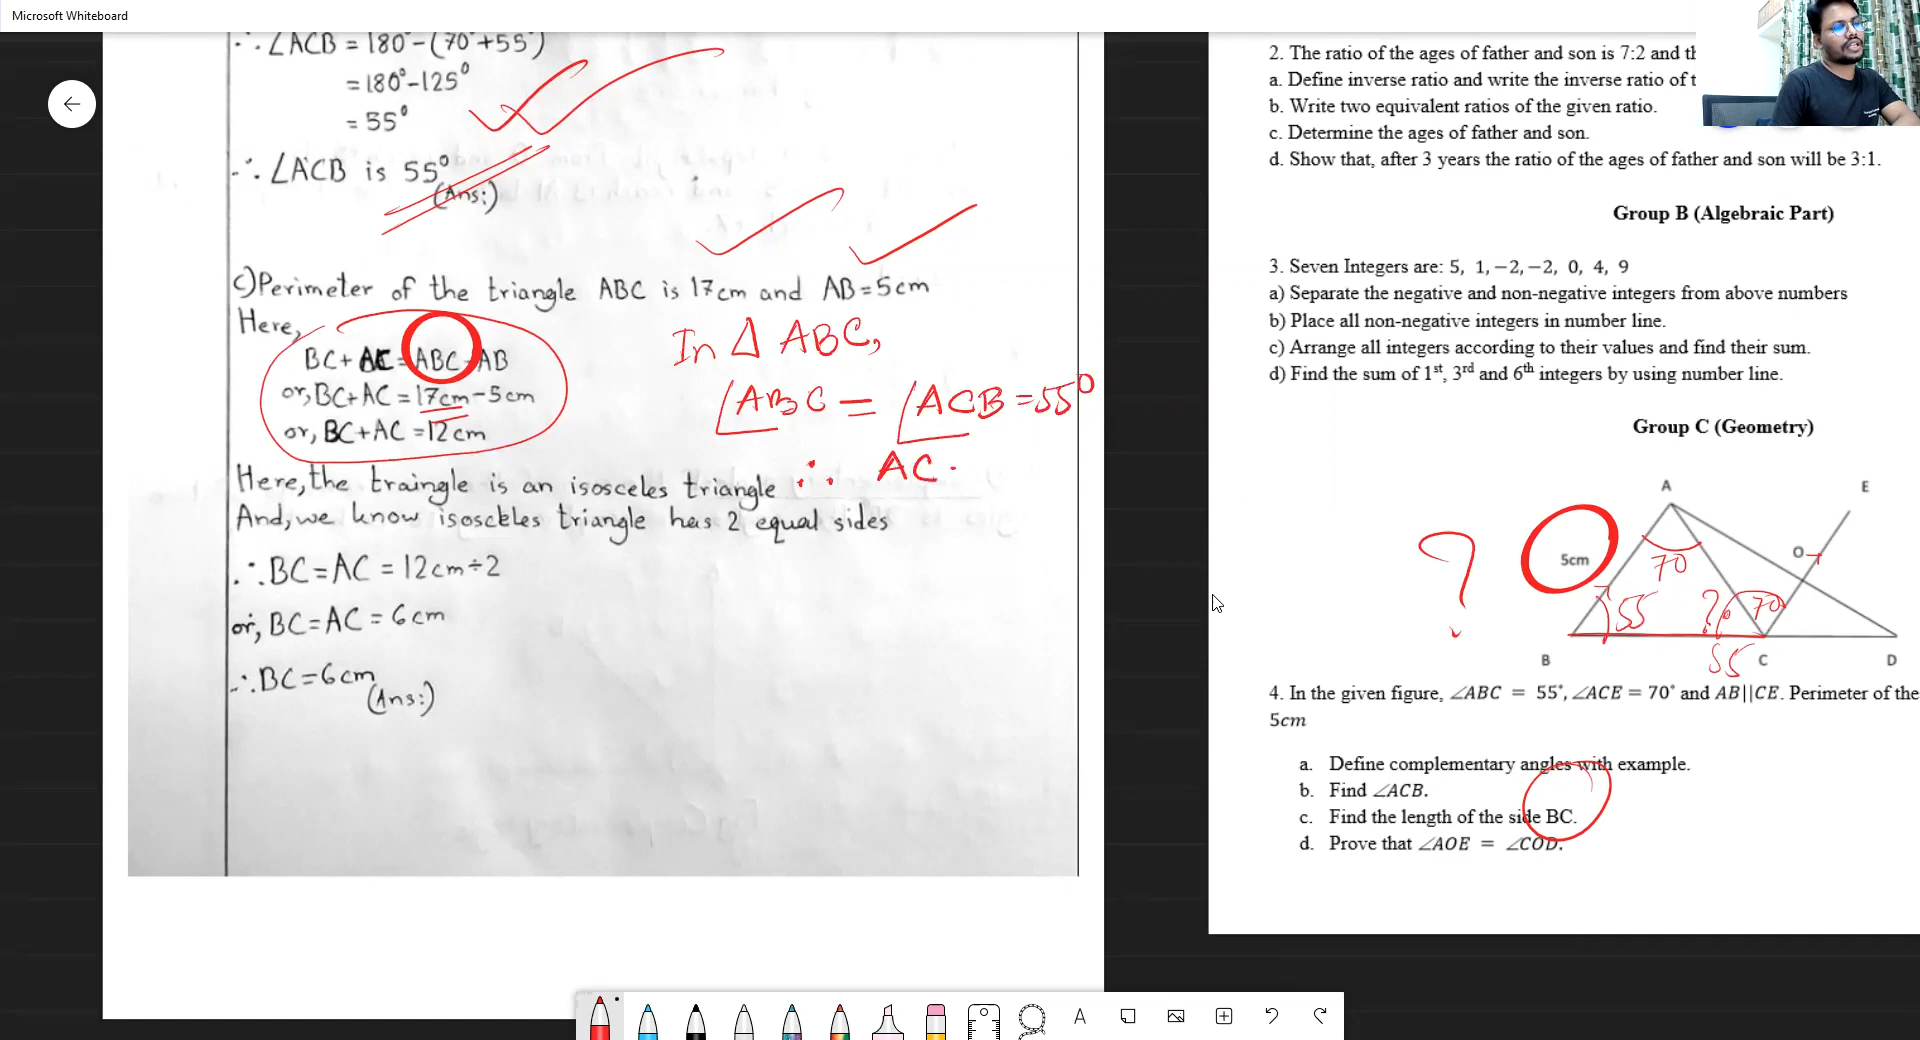 Microsoft Whiteboard
∴ ∠ACB = 180°-(70°+55°)
= 180°-125°
= 55°
∴ ∠ACB is 55°
(Ans:)
c) Perimeter of the triangle ABC is 17cm and AB=5cm
Here,
BC+AC=ABC-AB
or, BC+AC=17cm-5cm
or, BC+AC=12cm
Here, the traingle is an isosceles triangle
And, we know isosceles triangle has 2 equal sides
∴ BC=AC = 12cm÷2
or, BC=AC = 6cm
∴ BC=6cm
(Ans:)
In Δ ABC,
∠ABC = ∠ACB = 55°
∴ AC.
2. The ratio of the ages of father and son is 7:2 and
a. Define inverse ratio and write the inverse ratio of
b. Write two equivalent ratios of the given ratio.
c. Determine the ages of father and son.
d. Show that, after 3 years the ratio of the ages of father and son will be 3:1.
Group B (Algebraic Part)
3. Seven Integers are: 5, 1, −2, −2, 0, 4, 9
a) Separate the negative and non-negative integers from above numbers
b) Place all non-negative integers in number line.
c) Arrange all integers according to their values and find their sum.
d) Find the sum of 1st, 3rd and 6th integers by using number line.
Group C (Geometry)
A E
?
5cm
70
O
55
?
70
55
B C D
4. In the given figure, ∠ABC = 55°, ∠ACE = 70° and AB||CE. Perimeter of the
5cm
a. Define complementary angles with example.
b. Find ∠ACB.
c. Find the length of the side BC.
d. Prove that ∠AOE = ∠COD.
A